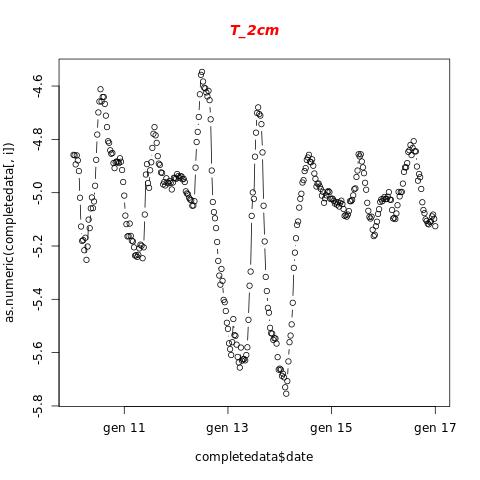 T_2cm
as.numeric(completedata[, i])
-4.6
-4.8
-5.0
-5.2
-5.4
-5.6
-5.8
gen 11
gen 13
gen 15
gen 17
completedata$date